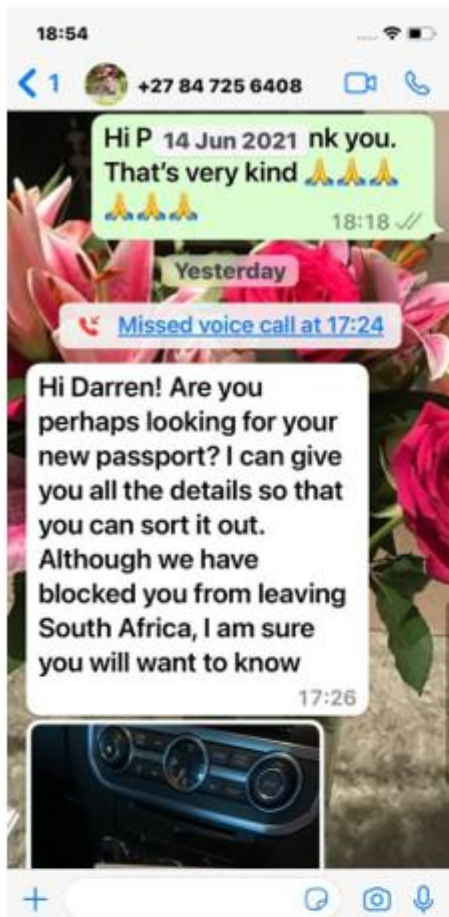 18:54
1 +27 84 725 6408
Hi P 14 Jun 2021 nk you.
That's very kind 🙏🙏🙏
🙏🙏🙏
18:18
Yesterday
Missed voice call at 17:24
Hi Darren! Are you
perhaps looking for your
new passport? I can give
you all the details so that
you can sort it out.
Although we have
blocked you from leaving
South Africa, I am sure
you will want to know
17:26